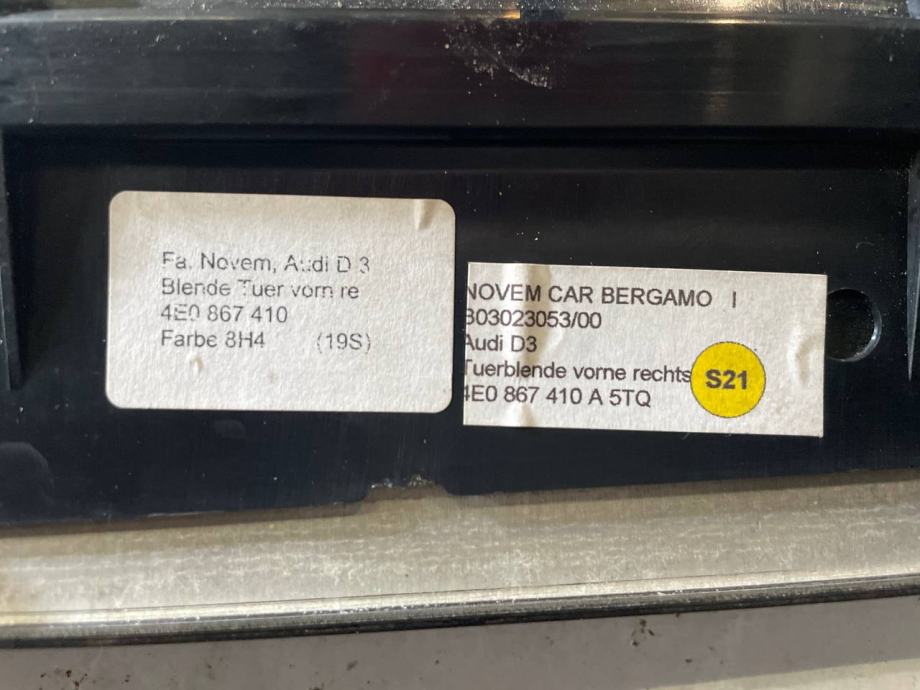 Fa. Novem, Audi D 3
Blende Tuer vorn re
4E0 867 410
Farbe 8H4 (19S)
NOVEM CAR BERGAMO I
303023053/00
Audi D3
Tuerblende vorne rechts
4E0 867 410 A 5TQ
S21